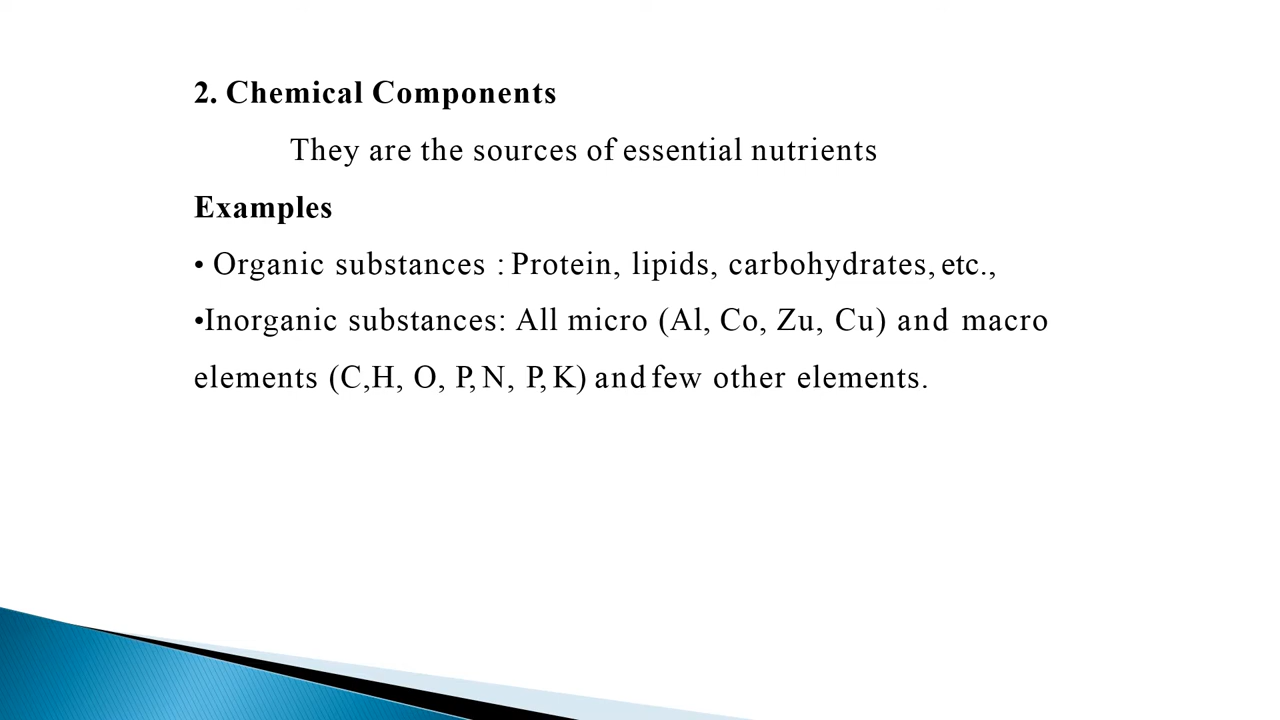 2. Chemical Components
They are the sources of essential nutrients
Examples
• Organic substances : Protein, lipids, carbohydrates, etc.,
•Inorganic substances: All micro (Al, Co, Zu, Cu) and macro
elements (C,H, O, P, N, P, K) and few other elements.